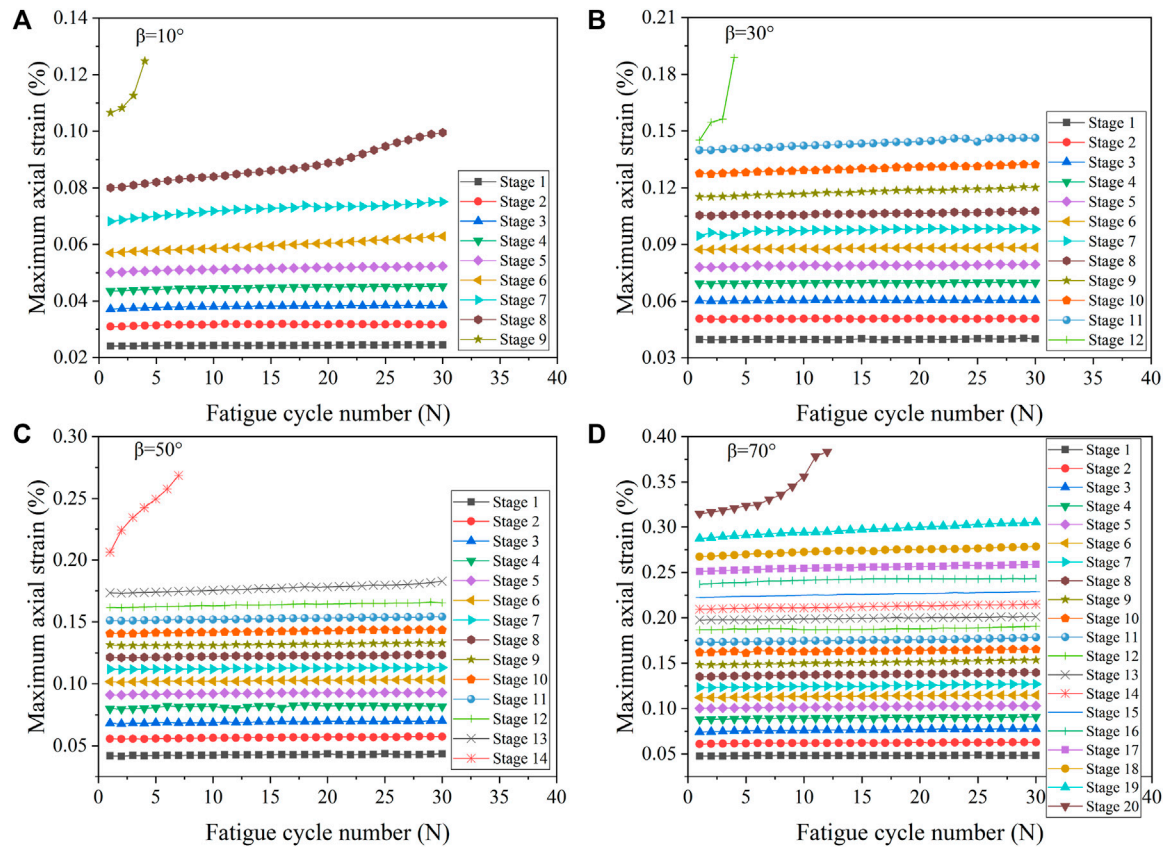 A
β=10°
Maximum axial strain (%)
0.14
0.12
0.10
0.08
0.06
0.04
0.02
0 5 10 15 20 25 30 35 40
Fatigue cycle number (N)
Stage 1
Stage 2
Stage 3
Stage 4
Stage 5
Stage 6
Stage 7
Stage 8
Stage 9
B
β=30°
Maximum axial strain (%)
0.21
0.18
0.15
0.12
0.09
0.06
0.03
0 5 10 15 20 25 30 35 40
Fatigue cycle number (N)
Stage 1
Stage 2
Stage 3
Stage 4
Stage 5
Stage 6
Stage 7
Stage 8
Stage 9
Stage 10
Stage 11
Stage 12
C
β=50°
Maximum axial strain (%)
0.30
0.25
0.20
0.15
0.10
0.05
0 5 10 15 20 25 30 35 40
Fatigue cycle number (N)
Stage 1
Stage 2
Stage 3
Stage 4
Stage 5
Stage 6
Stage 7
Stage 8
Stage 9
Stage 10
Stage 11
Stage 12
Stage 13
Stage 14
D
β=70°
Maximum axial strain (%)
0.40
0.35
0.30
0.25
0.20
0.15
0.10
0.05
0 5 10 15 20 25 30 40
Fatigue cycle number (N)
Stage 1
Stage 2
Stage 3
Stage 4
Stage 5
Stage 6
Stage 7
Stage 8
Stage 9
Stage 10
Stage 11
Stage 12
Stage 13
Stage 14
Stage 15
Stage 16
Stage 17
Stage 18
Stage 19
Stage 20